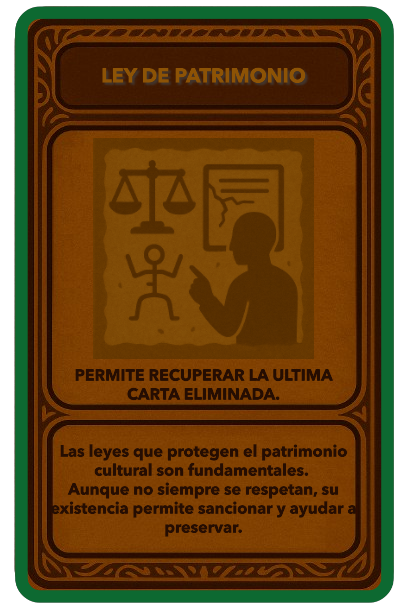 LEY DE PATRIMONIO
PERMITE RECUPERAR LA ULTIMA
CARTA ELIMINADA.
Las leyes que protegen el patrimonio
cultural son fundamentales.
Aunque no siempre se respetan, su
existencia permite sancionar y ayudar a
preservar.